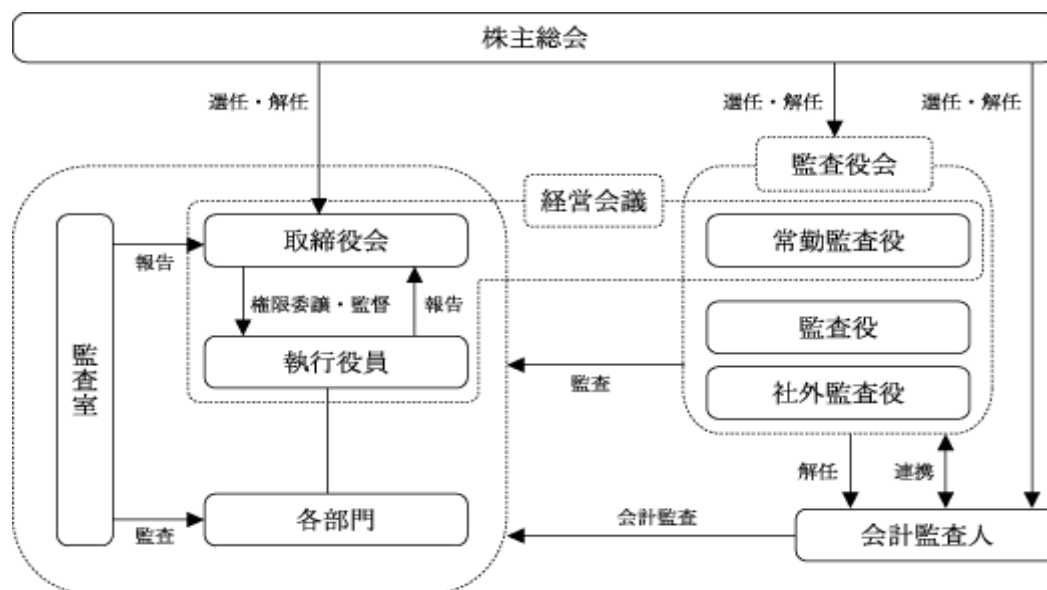 株主総会
選任・解任
選任・解任
選任・解任
監査役会
経営会議
取締役会
常勤監査役
報告
権限委譲・監督
報告
監査役
監査室
執行役員
監査
社外監査役
解任
連携
各部門
監査
会計監査
会計監査人